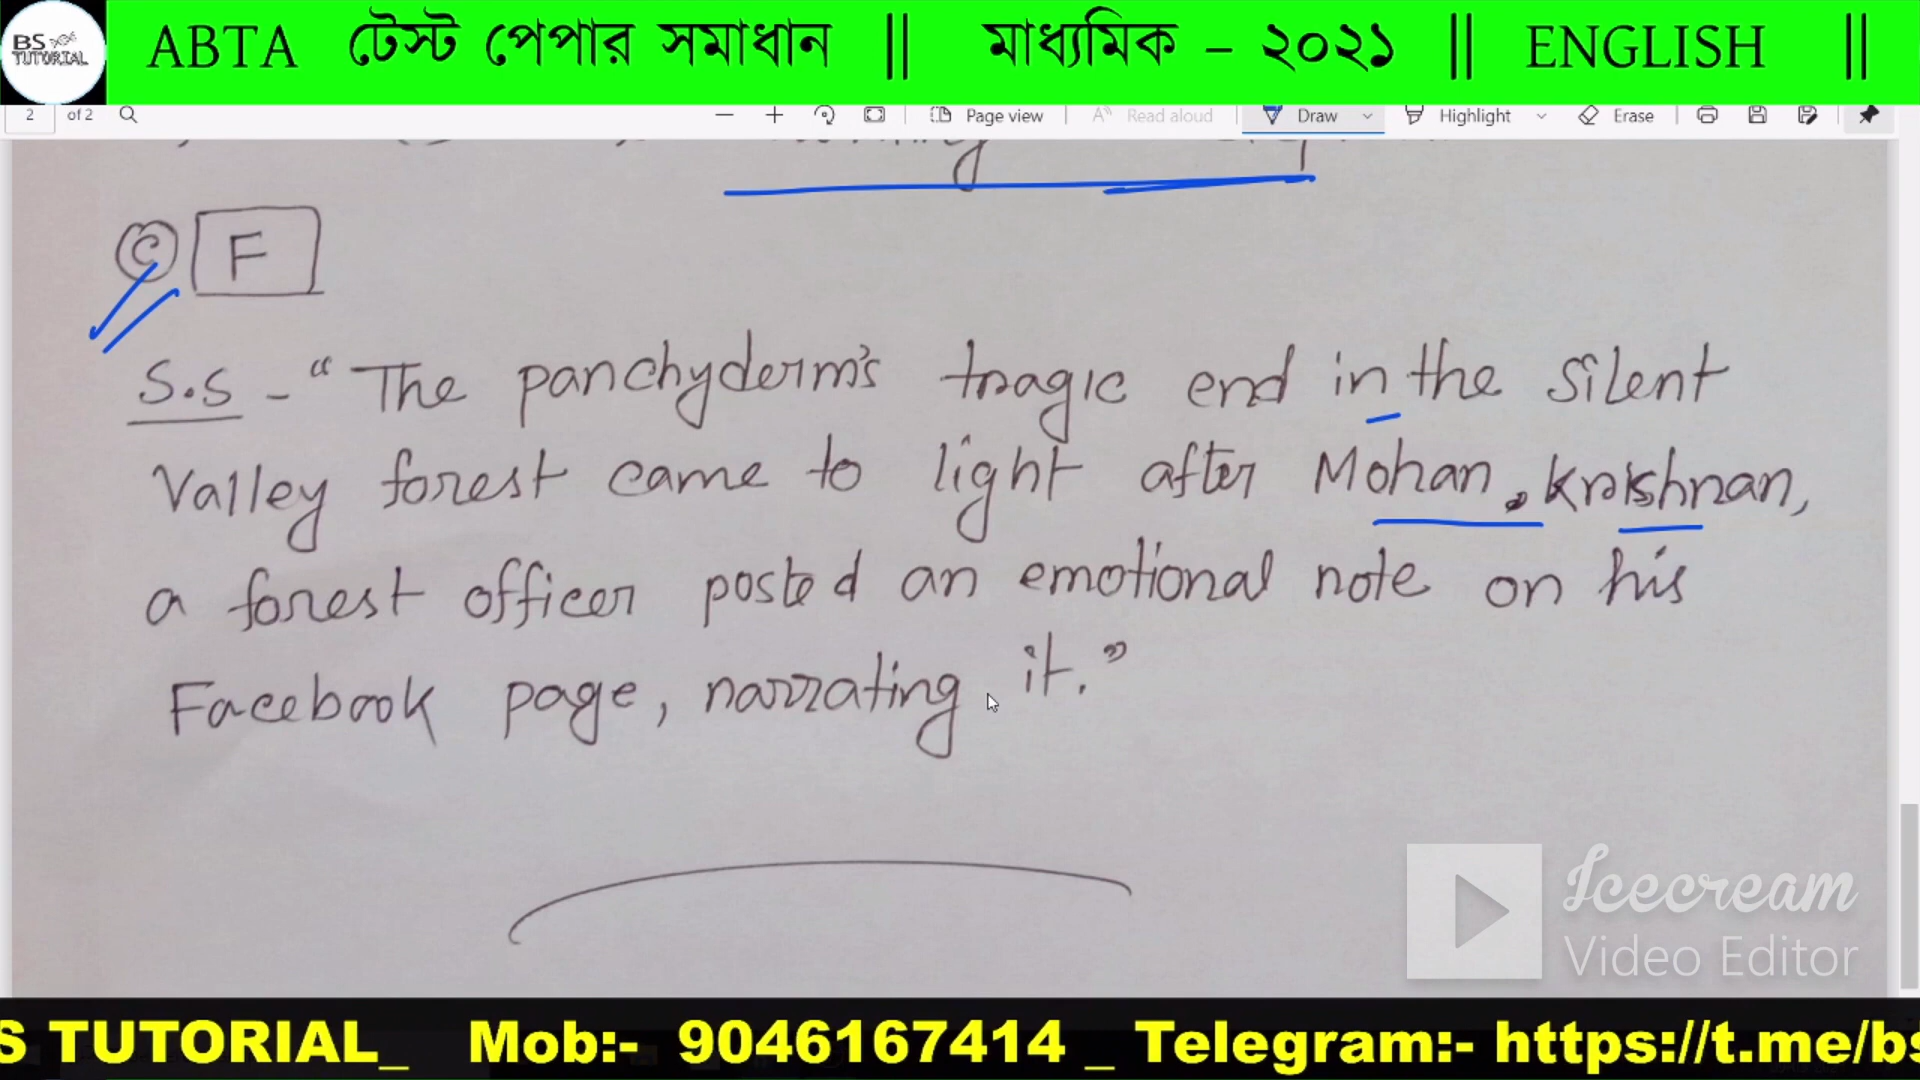 BS
TUTORIAL
ABTA টেস্ট পেপার সমাধান || মাধ্যমিক – ২০২১ || ENGLISH ||
2 of 2
Page view
Read aloud
Draw
Highlight
Erase
C F
S.S - "The panchyderm's tragic end in the Silent
Valley forest came to light after Mohan. Krishnan,
a forest officer posted an emotional note on his
Facebook page, narrating it."
Icecream
Video Editor
S TUTORIAL_ Mob:- 9046167414 _ Telegram:- https://t.me/bs